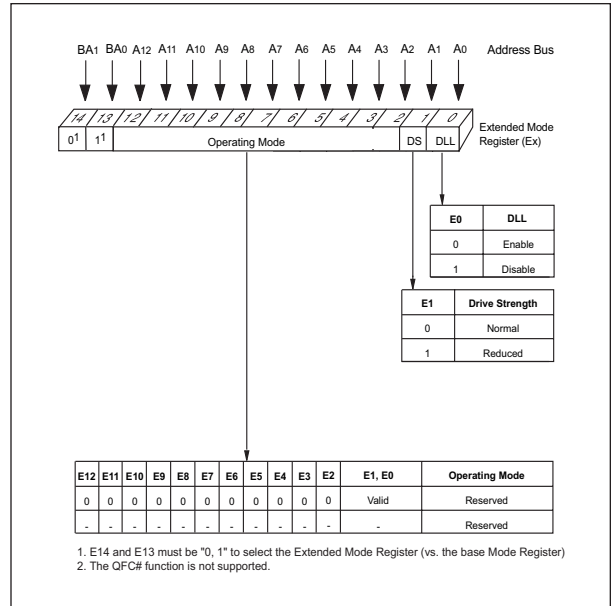 BA1 BA0 A12 A11 A10 A9 A8 A7 A6 A5 A4 A3 A2 A1 A0 Address Bus
14 13 12 11 10 9 8 7 6 5 4 3 2 1 0
Extended Mode
Register (Ex)
01 11 Operating Mode DS DLL
E0 DLL
0 Enable
1 Disable
E1 Drive Strength
0 Normal
1 Reduced
E12 E11 E10 E9 E8 E7 E6 E5 E4 E3 E2 E1, E0 Operating Mode
0 0 0 0 0 0 0 0 0 0 0 Valid Reserved
- - - - - - - - - - - - Reserved
1. E14 and E13 must be "0, 1" to select the Extended Mode Register (vs. the base Mode Register)
2. The QFC# function is not supported.